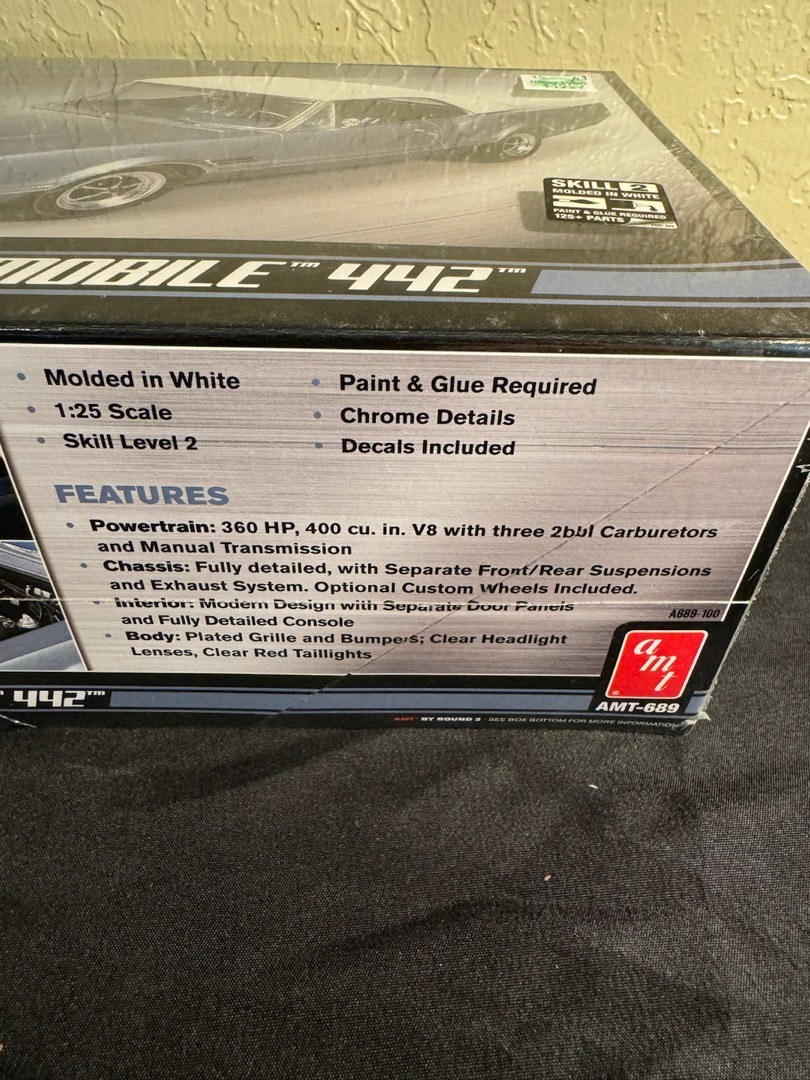 SKILL 2
MOLDED IN WHITE
PAINT & GLUE REQUIRED
125+ PARTS
MOBILE™ 442™
• Molded in White
• 1:25 Scale
• Skill Level 2
• Paint & Glue Required
• Chrome Details
• Decals Included
FEATURES
• Powertrain: 360 HP, 400 cu. in. V8 with three 2bbl Carburetors
and Manual Transmission
• Chassis: Fully detailed, with Separate Front/Rear Suspensions
and Exhaust System. Optional Custom Wheels Included.
• Interior: Modern Design with Separate Door Panels
and Fully Detailed Console
• Body: Plated Grille and Bumpers; Clear Headlight
Lenses, Clear Red Taillights
A689-100
amt
®
AMT-689
442™
AMT® BY ROUND 2 - SEE BOX BOTTOM FOR MORE INFORMATION